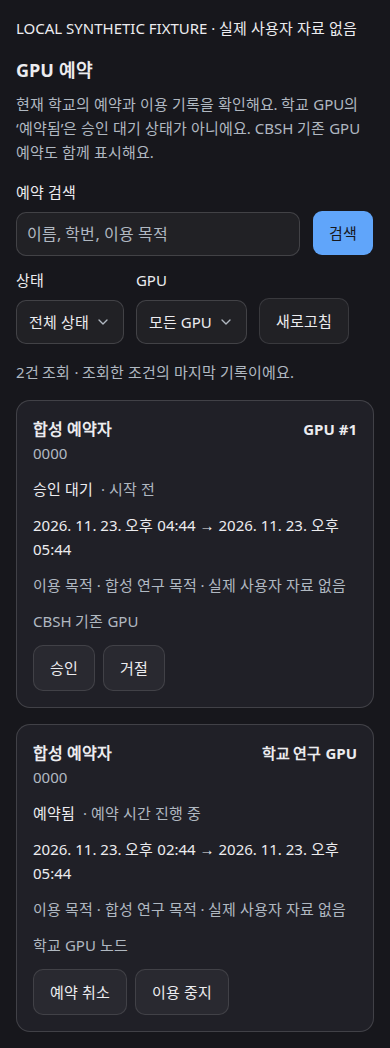 LOCAL SYNTHETIC FIXTURE · 실제 사용자 자료 없음
GPU 예약
현재 학교의 예약과 이용 기록을 확인해요. 학교 GPU의
‘예약됨’은 승인 대기 상태가 아니에요. CBSH 기존 GPU
예약도 함께 표시해요.
예약 검색
이름, 학번, 이용 목적
검색
상태
GPU
전체 상태
모든 GPU
새로고침
2건 조회 · 조회한 조건의 마지막 기록이에요.
합성 예약자
GPU #1
0000
승인 대기 · 시작 전
2026. 11. 23. 오후 04:44 → 2026. 11. 23. 오후
05:44
이용 목적 · 합성 연구 목적 · 실제 사용자 자료 없음
CBSH 기존 GPU
승인
거절
합성 예약자
학교 연구 GPU
0000
예약됨 · 예약 시간 진행 중
2026. 11. 23. 오후 02:44 → 2026. 11. 23. 오후
05:44
이용 목적 · 합성 연구 목적 · 실제 사용자 자료 없음
학교 GPU 노드
예약 취소
이용 중지